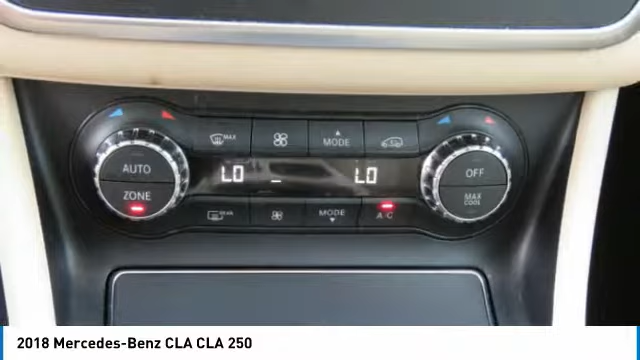 MAX MODE
AUTO LO LO OFF
ZONE MAX COOL
REAR MODE A/C
2018 Mercedes-Benz CLA CLA 250